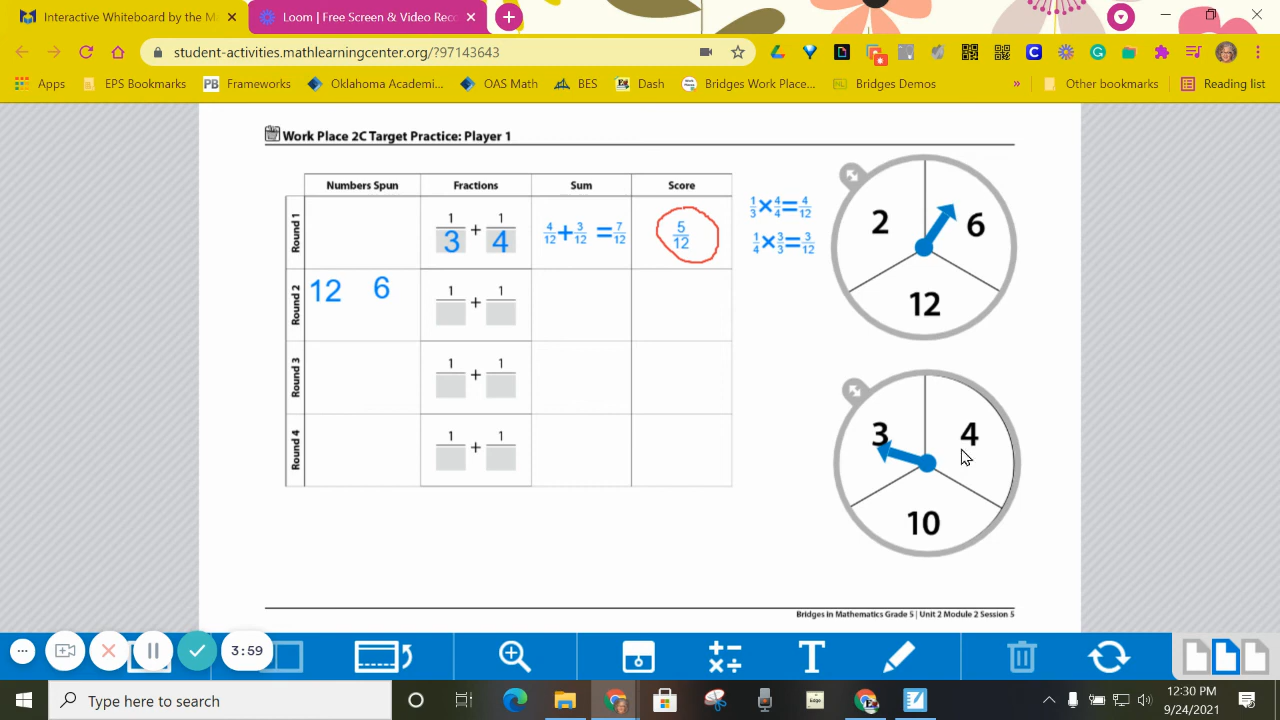 Interactive Whiteboard by the M
Loom | Free Screen & Video Reco
student-activities.mathlearningcenter.org/?97143643
Apps
EPS Bookmarks
PB Frameworks
Oklahoma Academi...
OAS Math
BES
Dash
Bridges Work Place...
Bridges Demos
»
Other bookmarks
Reading list
Work Place 2C Target Practice: Player 1
Numbers Spun Fractions Sum Score
Round 1
1/3 + 1/4
4/12 + 3/12 = 7/12
5/12
1/3 × 4/4 = 4/12
1/4 × 3/3 = 3/12
Round 2
12 6
1 + 1
Round 3
1 + 1
Round 4
1 + 1
2 6
12
3 4
10
Bridges in Mathematics Grade 5 | Unit 2 Module 2 Session 5
3:59
T
Type here to search
12:30 PM
9/24/2021